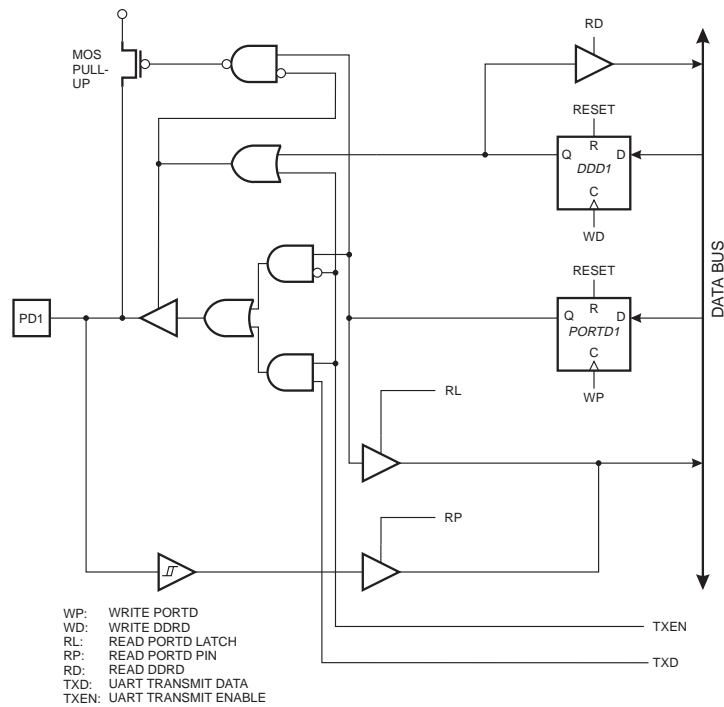 RD
MOS
PULL-
UP
RESET
R
Q
D
DDD1
C
WD
RESET
R
Q
D
PORTD1
C
WP
PD1
DATA BUS
RL
RP
TXEN
TXD
WP: WRITE PORTD
WD: WRITE DDRD
RL: READ PORTD LATCH
RP: READ PORTD PIN
RD: READ DDRD
TXD: UART TRANSMIT DATA
TXEN: UART TRANSMIT ENABLE